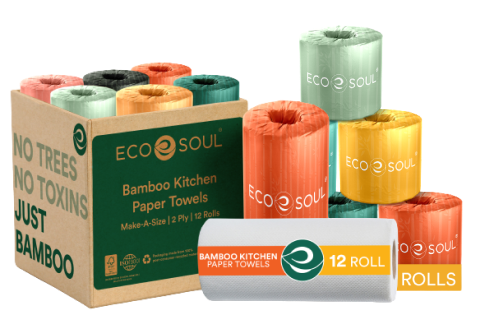 NO TREES
NO TOXINS
JUST
BAMBOO
ECO SOUL
Bamboo Kitchen
Paper Towels
Make-A-Size | 2 Ply | 12 Rolls
FSC
ECO SOUL
ECO SOUL
ECO SOUL
ECO SOUL
ROLLS
BAMBOO KITCHEN
PAPER TOWELS
12 ROLL